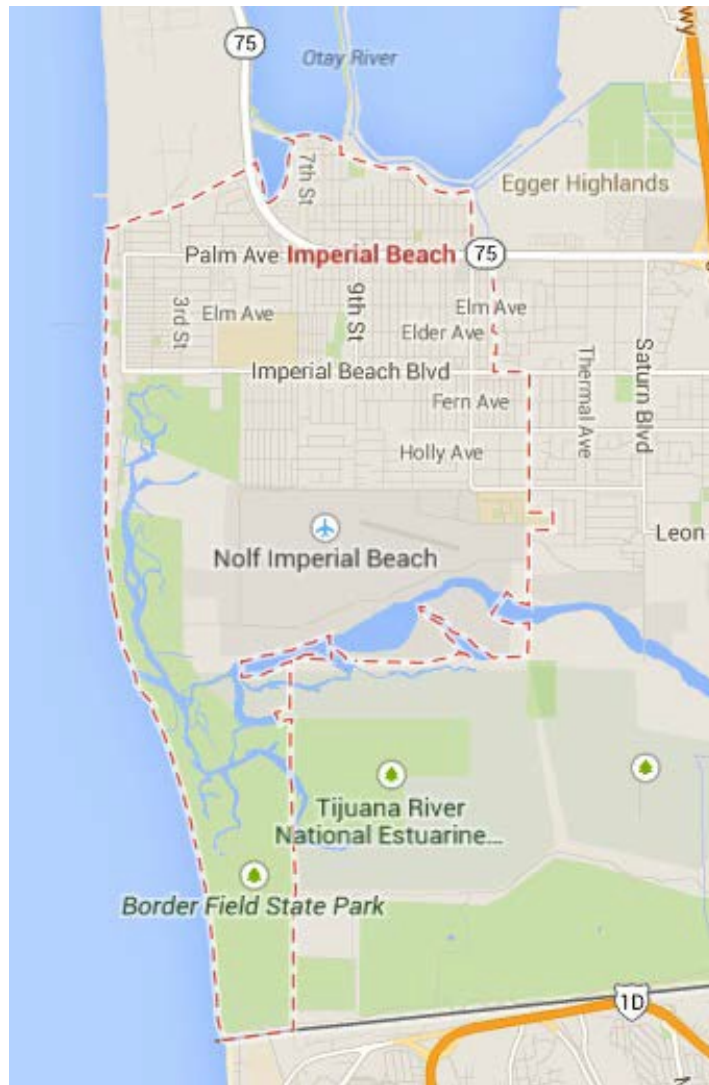 75
wy
Otay River
7th St
Egger Highlands
Palm Ave Imperial Beach 75
3rd St
Elm Ave
9th St
Elm Ave
Elder Ave
Imperial Beach Blvd
Thermal Ave
Saturn Blvd
Fern Ave
Holly Ave
Leon
Nolf Imperial Beach
Tijuana River
National Estuarine...
Border Field State Park
1D